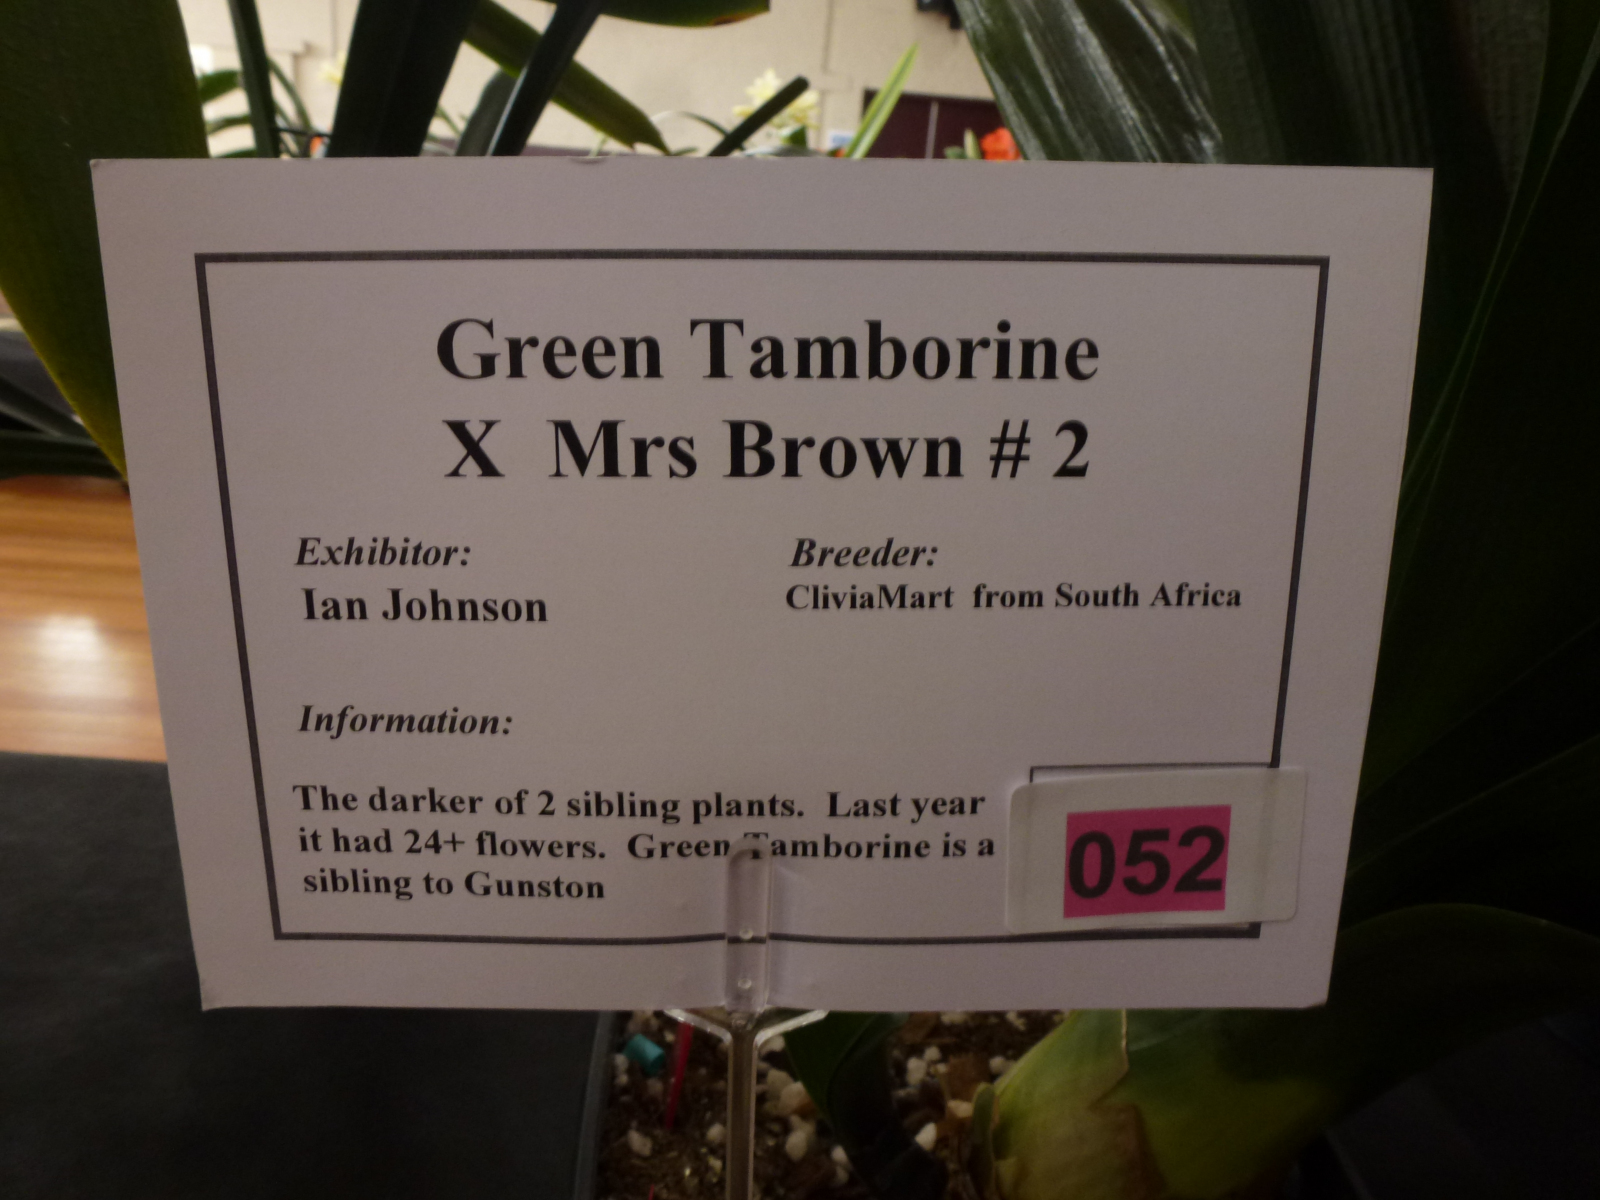 Green Tamborine
X Mrs Brown # 2
Exhibitor:
Ian Johnson
Breeder:
CliviaMart from South Africa
Information:
The darker of 2 sibling plants. Last year
it had 24+ flowers. Green Tamborine is a
sibling to Gunston
052